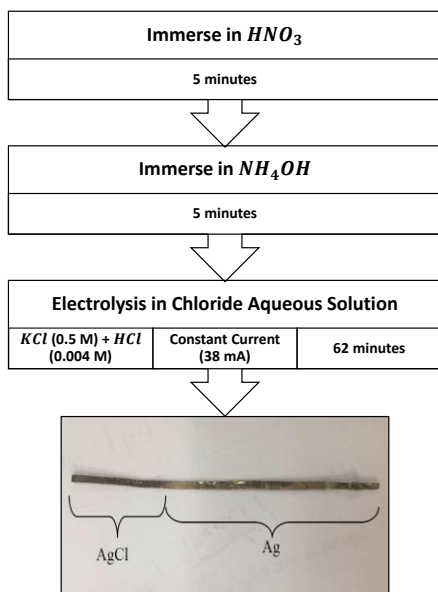 Immerse in HNO₃
5 minutes
Immerse in NH₄OH
5 minutes
Electrolysis in Chloride Aqueous Solution
KCl (0.5 M) + HCl
(0.004 M)
Constant Current
(38 mA)
62 minutes
AgCl
Ag